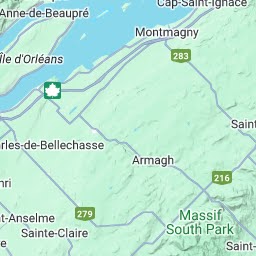 Cap-Saint-Ignace
Anne-de-Beaupré
Montmagny
283
Île d'Orléans
Saint
rles-de-Bellechasse
Armagh
216
nri
t-Anselme
279
Sainte-Claire
Massif
South Park